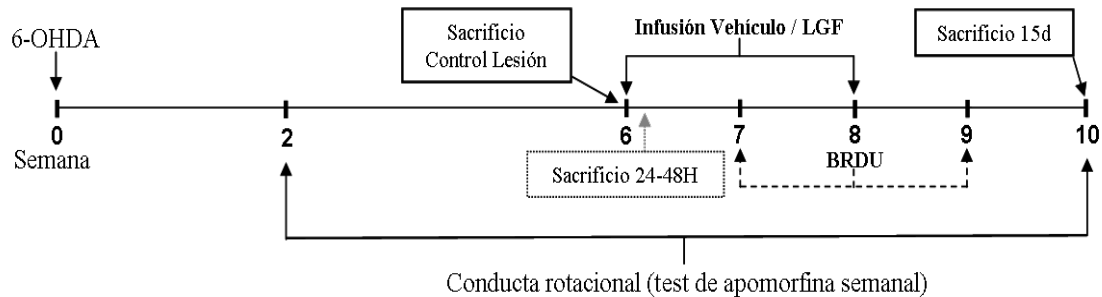 6-OHDA
Sacrificio
Control Lesión
Infusión Vehículo / LGF
Sacrificio 15d
0
2
6
7
8
9
10
Semana
Sacrificio 24-48H
BRDU
Conducta rotacional (test de apomorfina semanal)